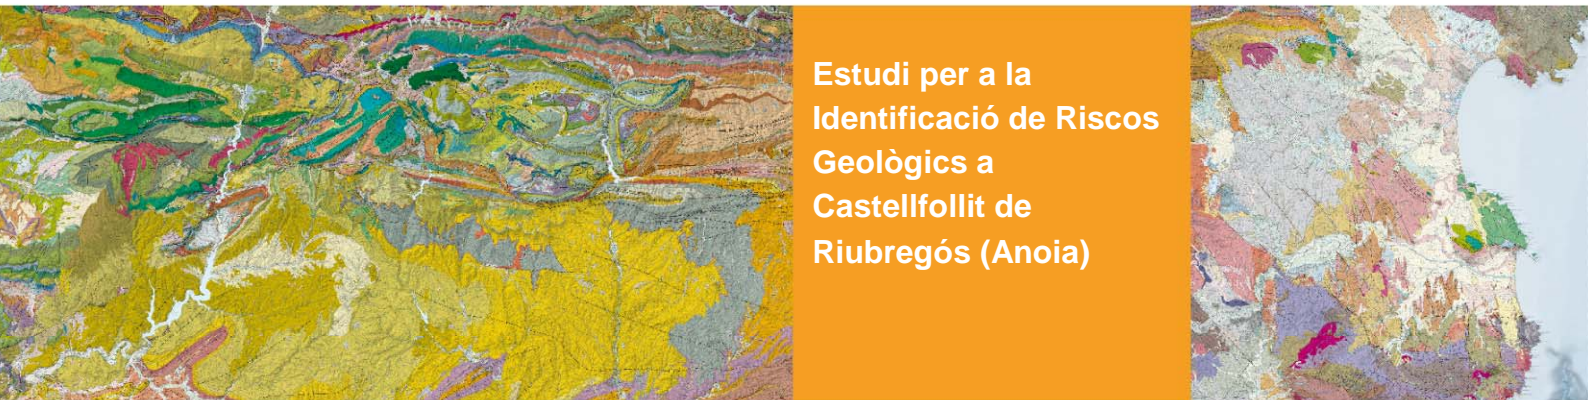 Estudi per a la
Identificació de Riscos
Geològics a
Castellfollit de
Riubregós (Anoia)